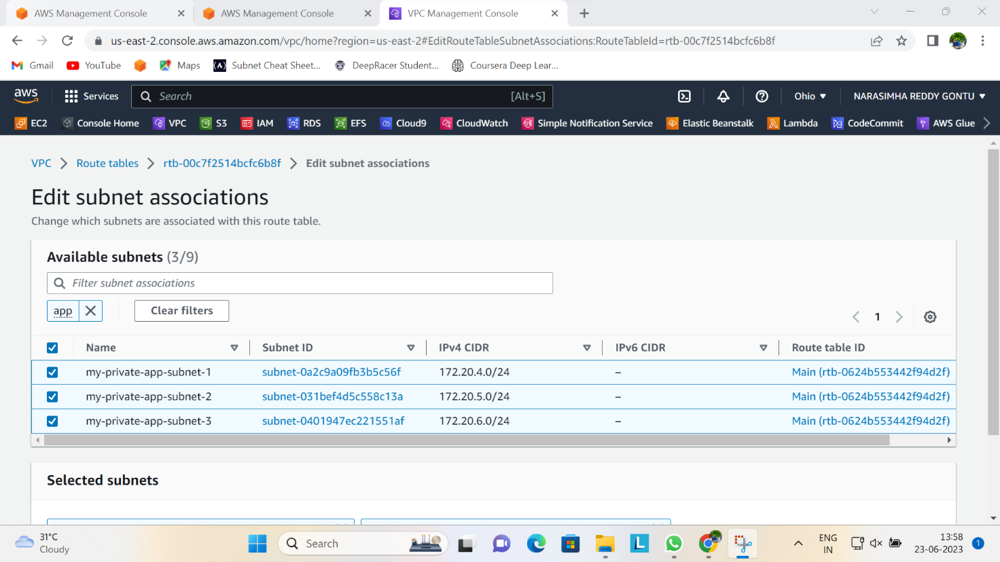 AWS Management Console
AWS Management Console
VPC Management Console
us-east-2.console.aws.amazon.com/vpc/home?region=us-east-2#EditRouteTableSubnetAssociations:RouteTableId=rtb-00c7f2514bcfc6b8f
Gmail YouTube Maps Subnet Cheat Sheet... DeepRacer Student... Coursera Deep Lear...
aws Services Search [Alt+S] Ohio NARASIMHA REDDY GONTU
EC2 Console Home VPC S3 IAM RDS EFS Cloud9 CloudWatch Simple Notification Service Elastic Beanstalk Lambda CodeCommit AWS Glue
VPC Route tables rtb-00c7f2514bcfc6b8f Edit subnet associations
Edit subnet associations
Change which subnets are associated with this route table.
Available subnets (3/9)
Filter subnet associations
app Clear filters 1
Name Subnet ID IPv4 CIDR IPv6 CIDR Route table ID
my-private-app-subnet-1 subnet-0a2c9a09fb3b5c56f 172.20.4.0/24 – Main (rtb-0624b553442f94d2f)
my-private-app-subnet-2 subnet-031bef4d5c558c13a 172.20.5.0/24 – Main (rtb-0624b553442f94d2f)
my-private-app-subnet-3 subnet-0401947ec221551af 172.20.6.0/24 – Main (rtb-0624b553442f94d2f)
Selected subnets
31°C
Cloudy
Search
L
ENG
IN
13:58
23-06-2023
1